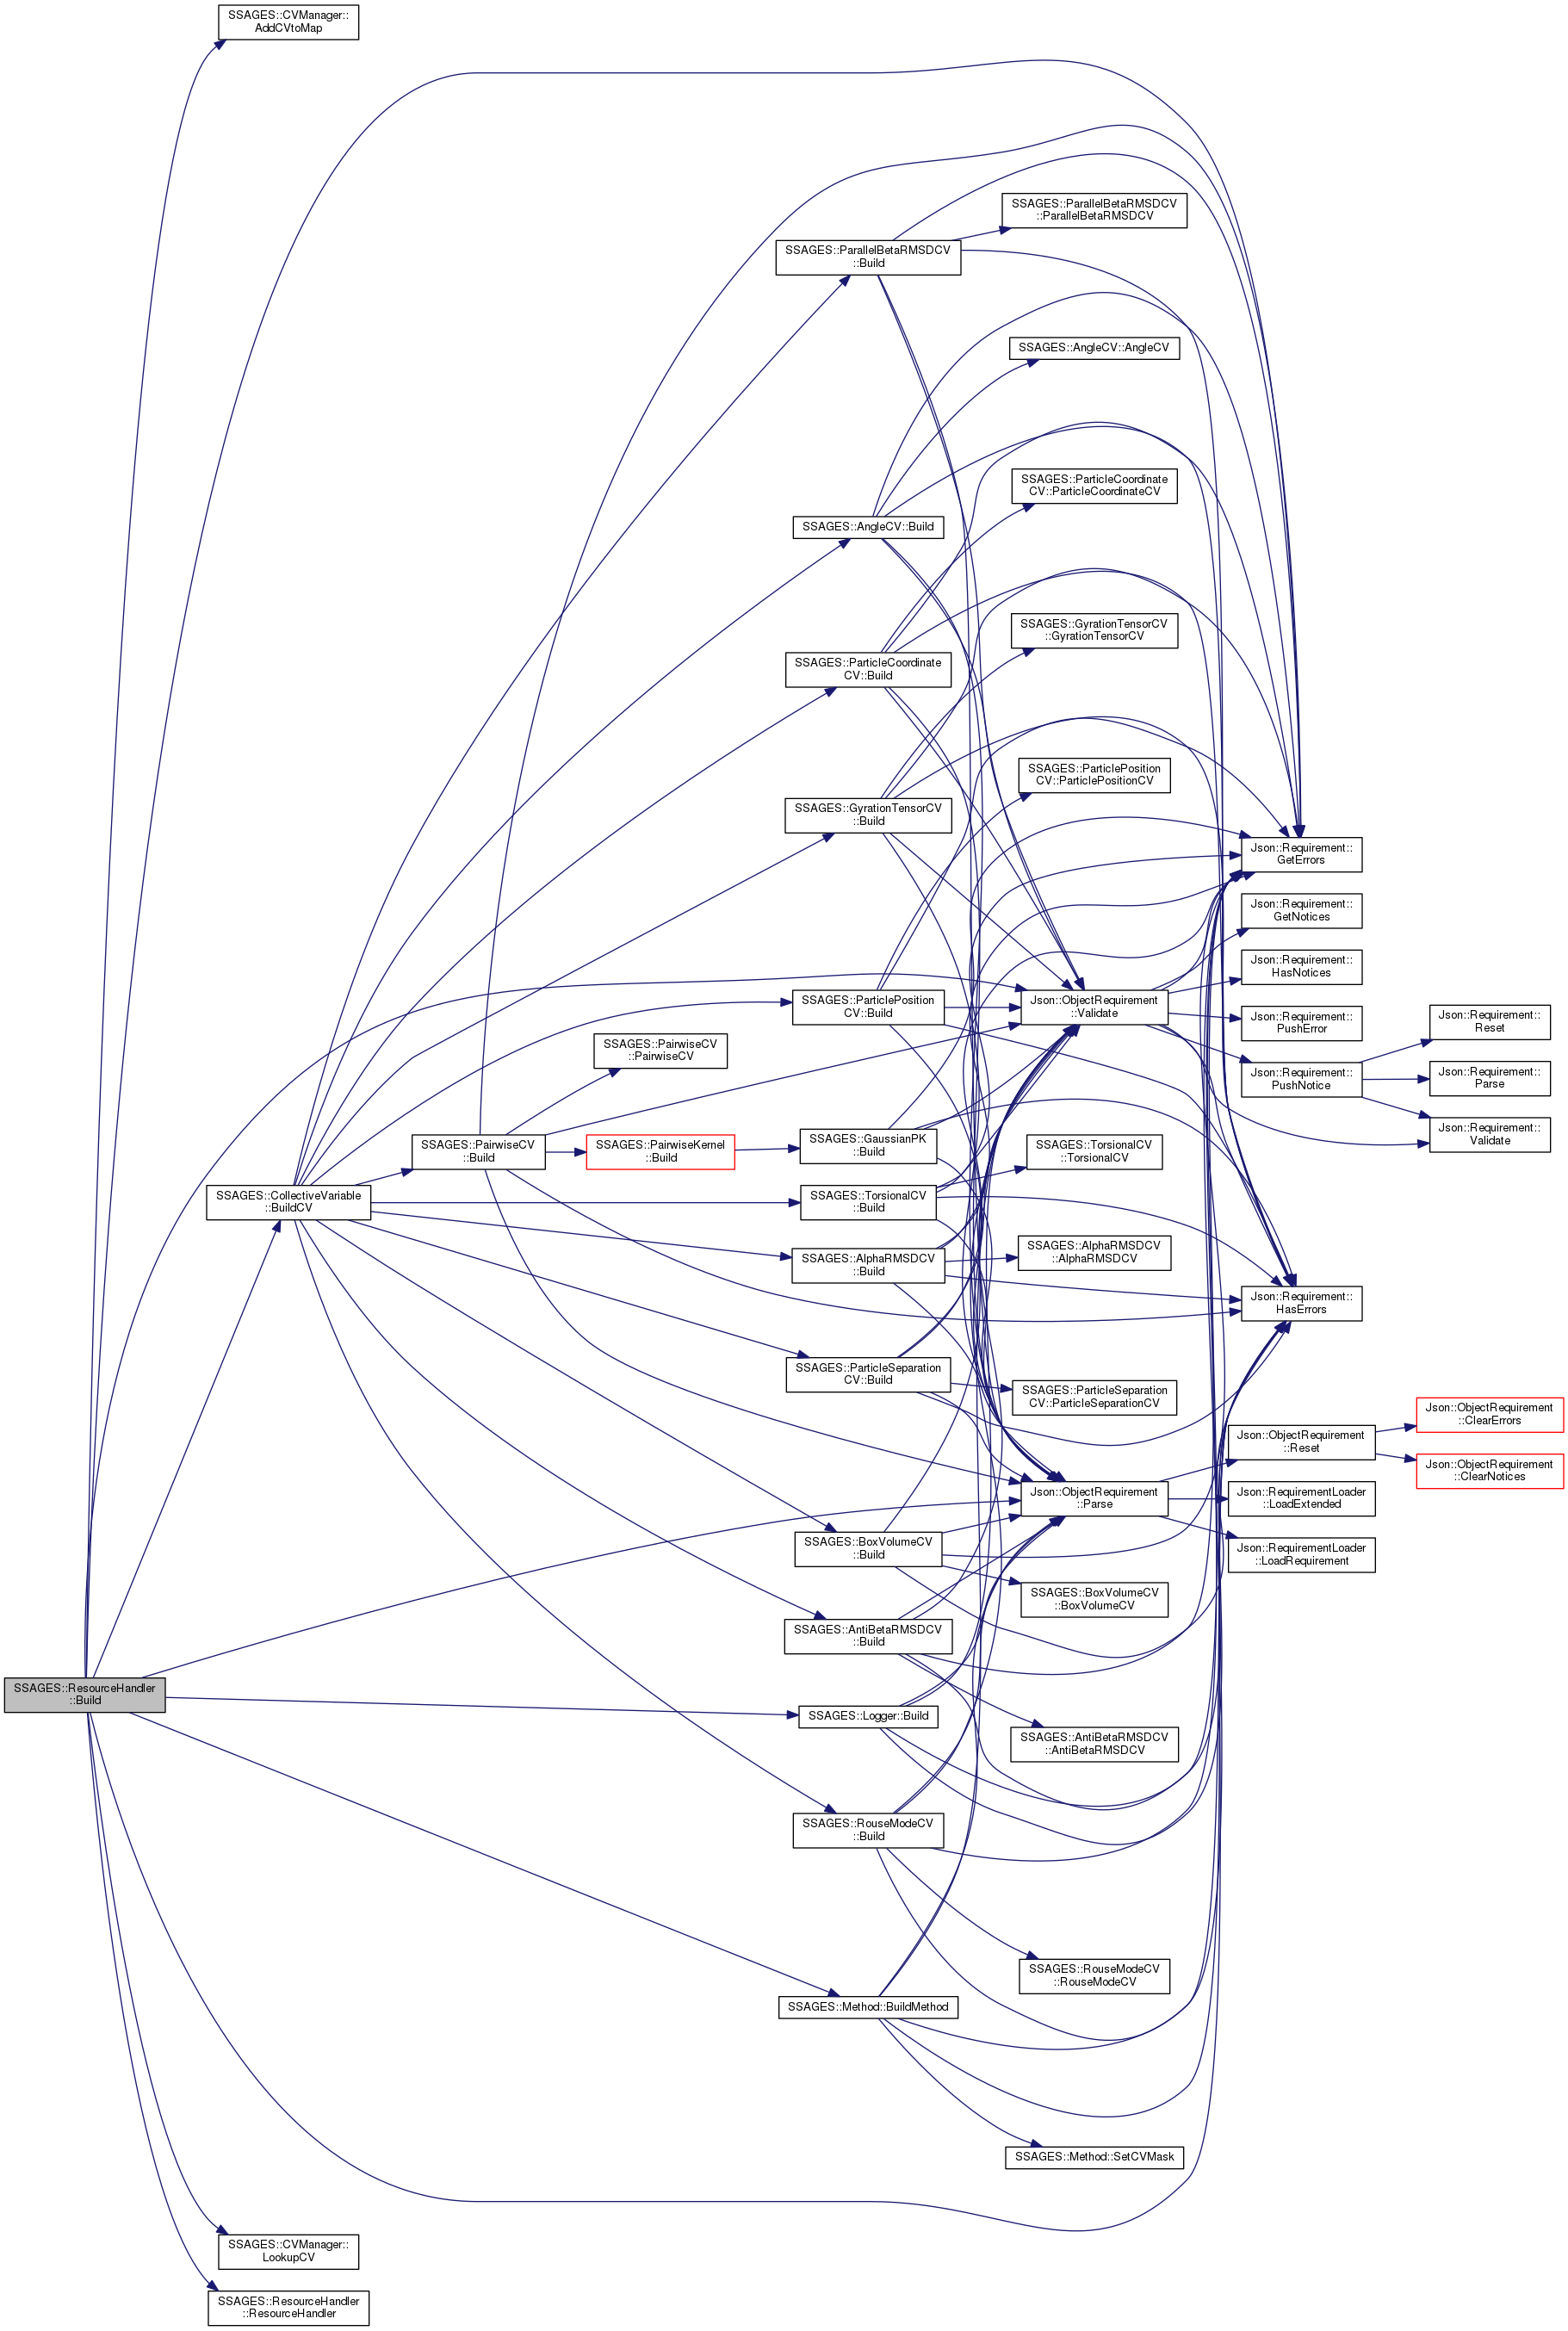 SSAGES::CVManager::
AddCVtoMap
SSAGES::ParallelBetaRMSDCV
::ParallelBetaRMSDCV
SSAGES::ParallelBetaRMSDCV
::Build
SSAGES::AngleCV::AngleCV
SSAGES::ParticleCoordinate
CV::ParticleCoordinateCV
SSAGES::AngleCV::Build
SSAGES::GyrationTensorCV
::GyrationTensorCV
SSAGES::ParticleCoordinate
CV::Build
SSAGES::ParticlePosition
CV::ParticlePositionCV
SSAGES::GyrationTensorCV
::Build
Json::Requirement::
GetErrors
Json::Requirement::
GetNotices
Json::Requirement::
HasNotices
SSAGES::ParticlePosition
CV::Build
Json::ObjectRequirement
::Validate
Json::Requirement::
PushError
Json::Requirement::
Reset
SSAGES::PairwiseCV
::PairwiseCV
Json::Requirement::
PushNotice
Json::Requirement::
Parse
Json::Requirement::
Validate
SSAGES::PairwiseCV
::Build
SSAGES::PairwiseKernel
::Build
SSAGES::GaussianPK
::Build
SSAGES::TorsionalCV
::TorsionalCV
SSAGES::CollectiveVariable
::BuildCV
SSAGES::TorsionalCV
::Build
SSAGES::AlphaRMSDCV
::Build
SSAGES::AlphaRMSDCV
::AlphaRMSDCV
Json::Requirement::
HasErrors
SSAGES::ParticleSeparation
CV::Build
SSAGES::ParticleSeparation
CV::ParticleSeparationCV
Json::ObjectRequirement
::ClearErrors
Json::ObjectRequirement
::Reset
Json::ObjectRequirement
::ClearNotices
Json::ObjectRequirement
::Parse
Json::RequirementLoader
::LoadExtended
Json::RequirementLoader
::LoadRequirement
SSAGES::BoxVolumeCV
::Build
SSAGES::BoxVolumeCV
::BoxVolumeCV
SSAGES::AntiBetaRMSDCV
::Build
SSAGES::ResourceHandler
::Build
SSAGES::Logger::Build
SSAGES::AntiBetaRMSDCV
::AntiBetaRMSDCV
SSAGES::RouseModeCV
::Build
SSAGES::RouseModeCV
::RouseModeCV
SSAGES::Method::BuildMethod
SSAGES::Method::SetCVMask
SSAGES::CVManager::
LookupCV
SSAGES::ResourceHandler
::ResourceHandler